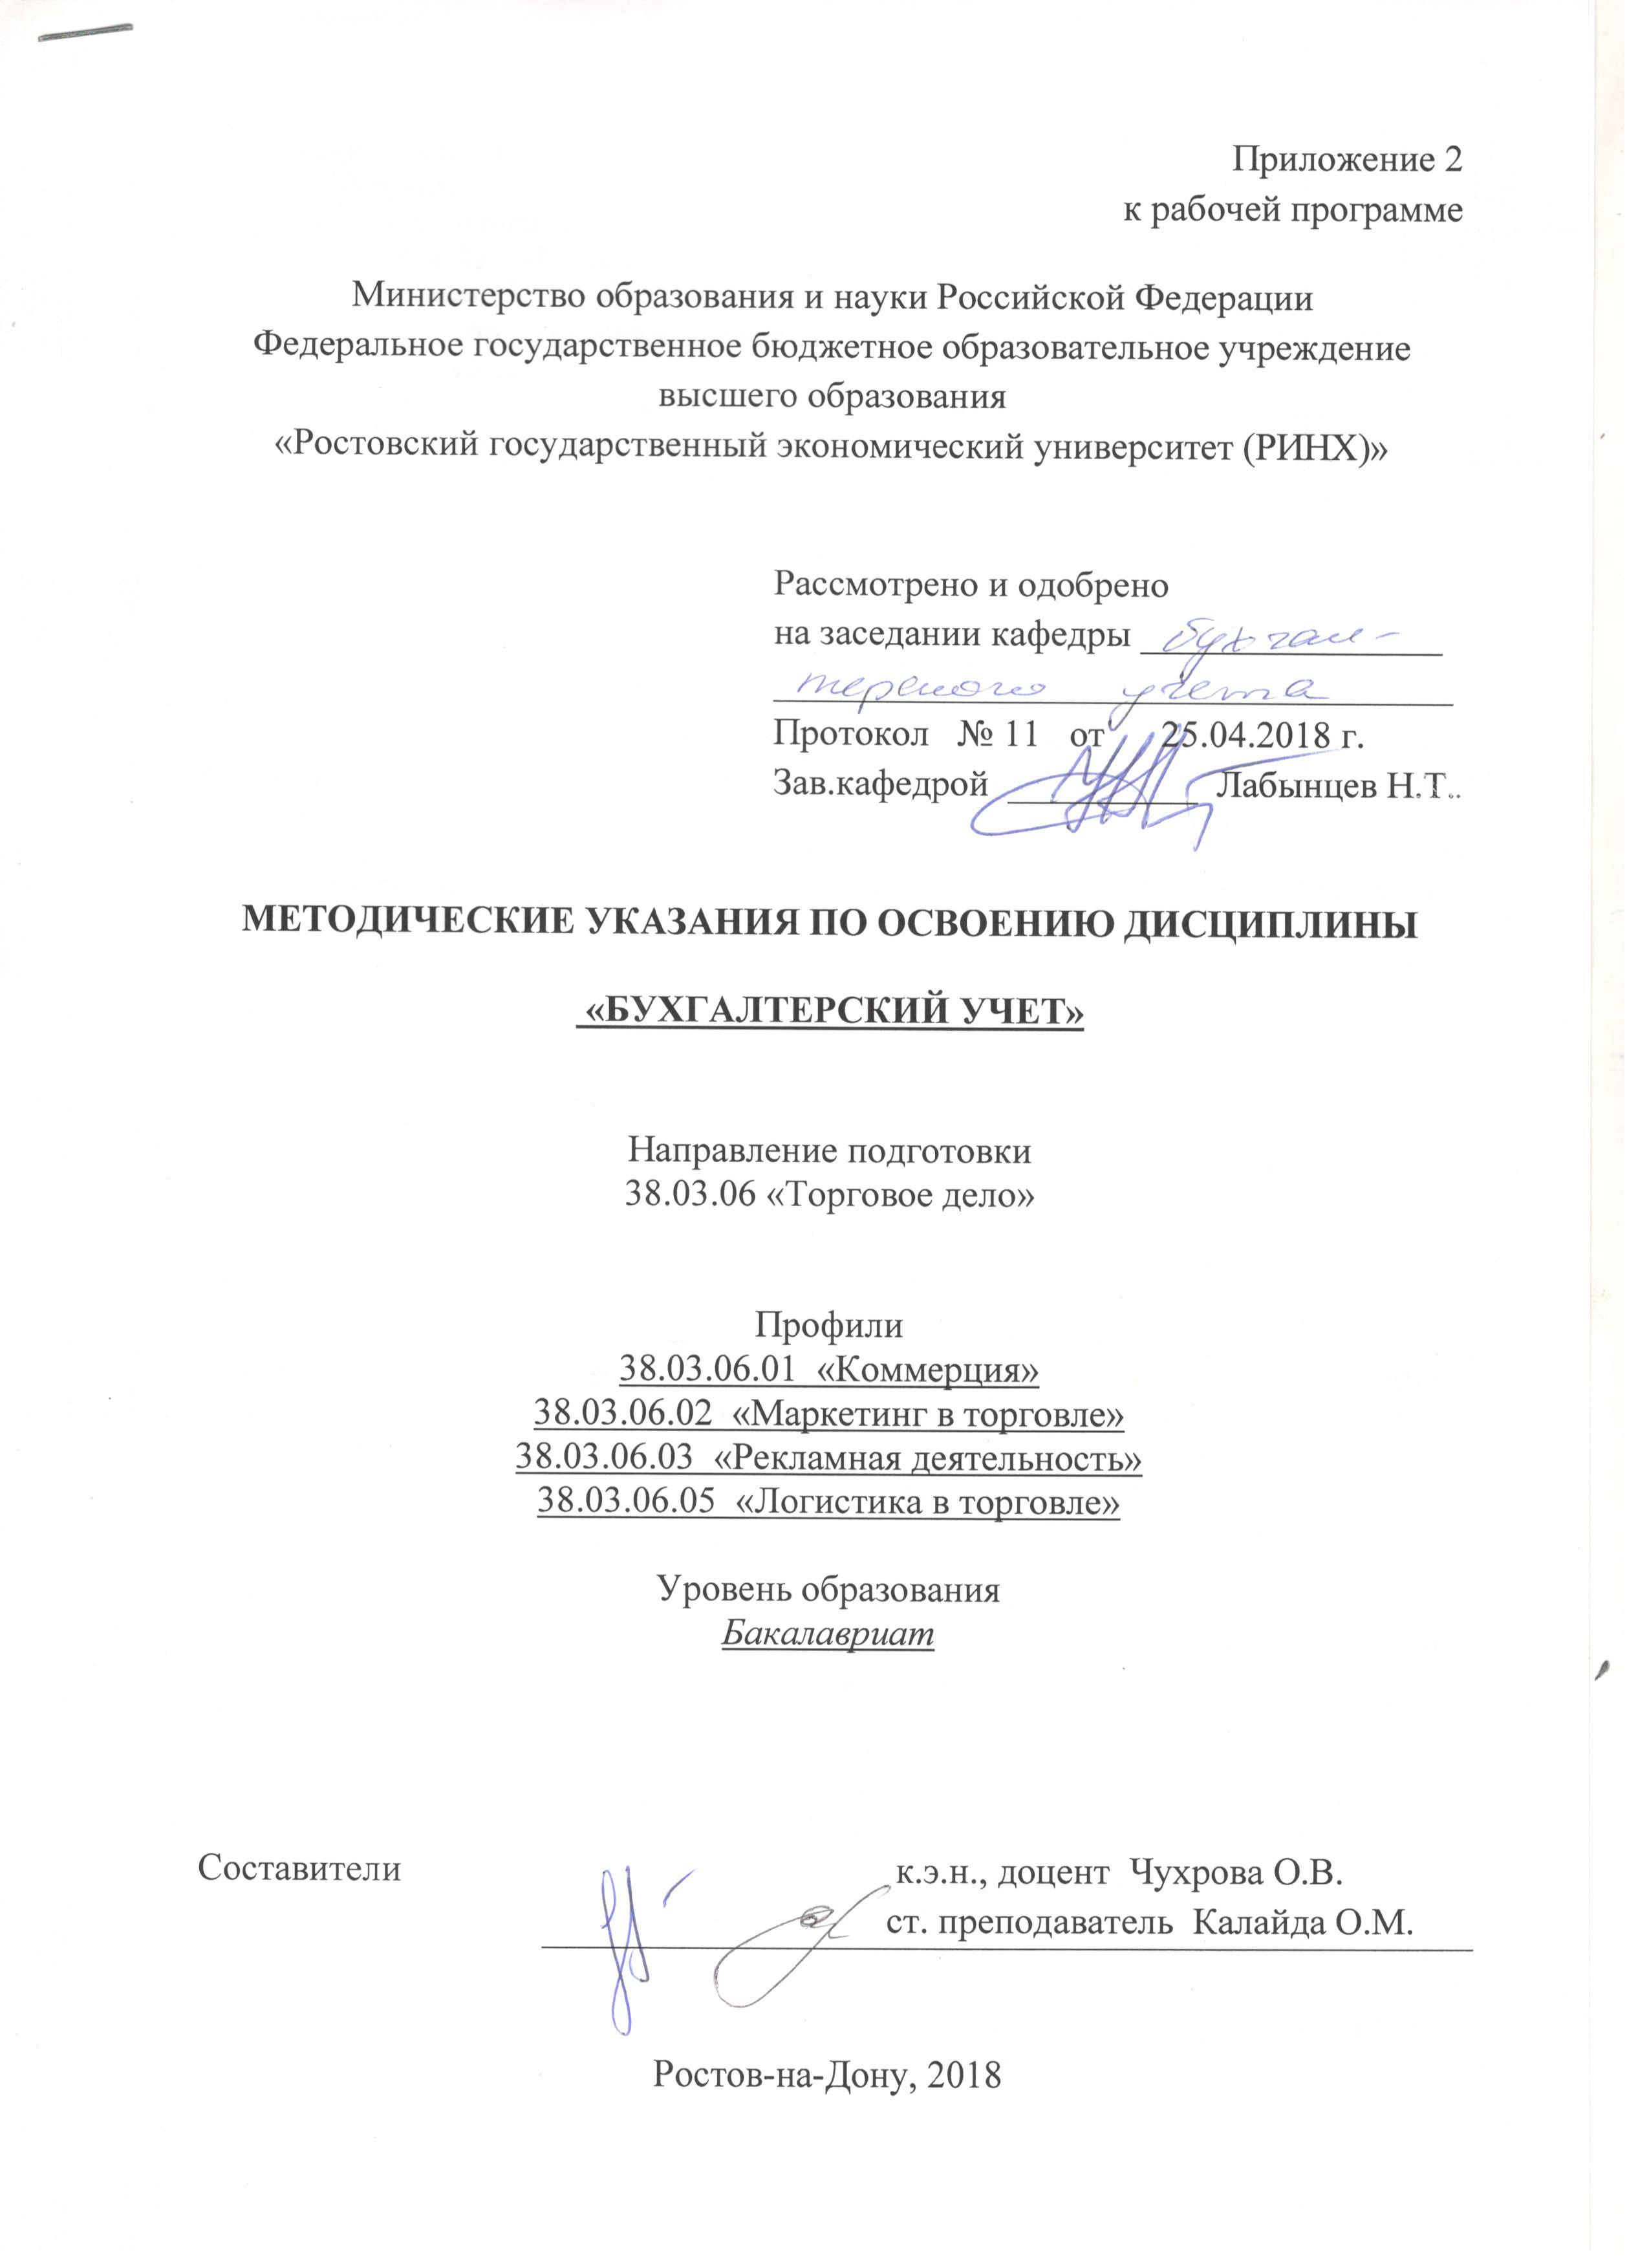 Приложение 2
к рабочей программе
Министерство образования и науки Российской Федерации
Федеральное государственное бюджетное образовательное учреждение
высшего образования
«Ростовский государственный экономический университет (РИНХ)»
Рассмотрено и одобрено
на заседании кафедры бухгал-
терского учета
Протокол № 11 от 25.04.2018 г.
Зав.кафедрой Лабынцев Н.Т..
МЕТОДИЧЕСКИЕ УКАЗАНИЯ ПО ОСВОЕНИЮ ДИСЦИПЛИНЫ
«БУХГАЛТЕРСКИЙ УЧЕТ»
Направление подготовки
38.03.06 «Торговое дело»
Профили
38.03.06.01 «Коммерция»
38.03.06.02 «Маркетинг в торговле»
38.03.06.03 «Рекламная деятельность»
38.03.06.05 «Логистика в торговле»
Уровень образования
Бакалавриат
Составители к.э.н., доцент Чухрова О.В.
ст. преподаватель Калайда О.М.
Ростов-на-Дону, 2018